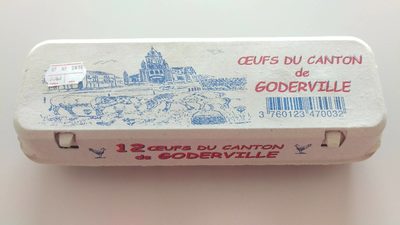 ŒUFS DU CANTON
de
GODERVILLE
3 760123 470032
12 ŒUFS DU CANTON
de GODERVILLE